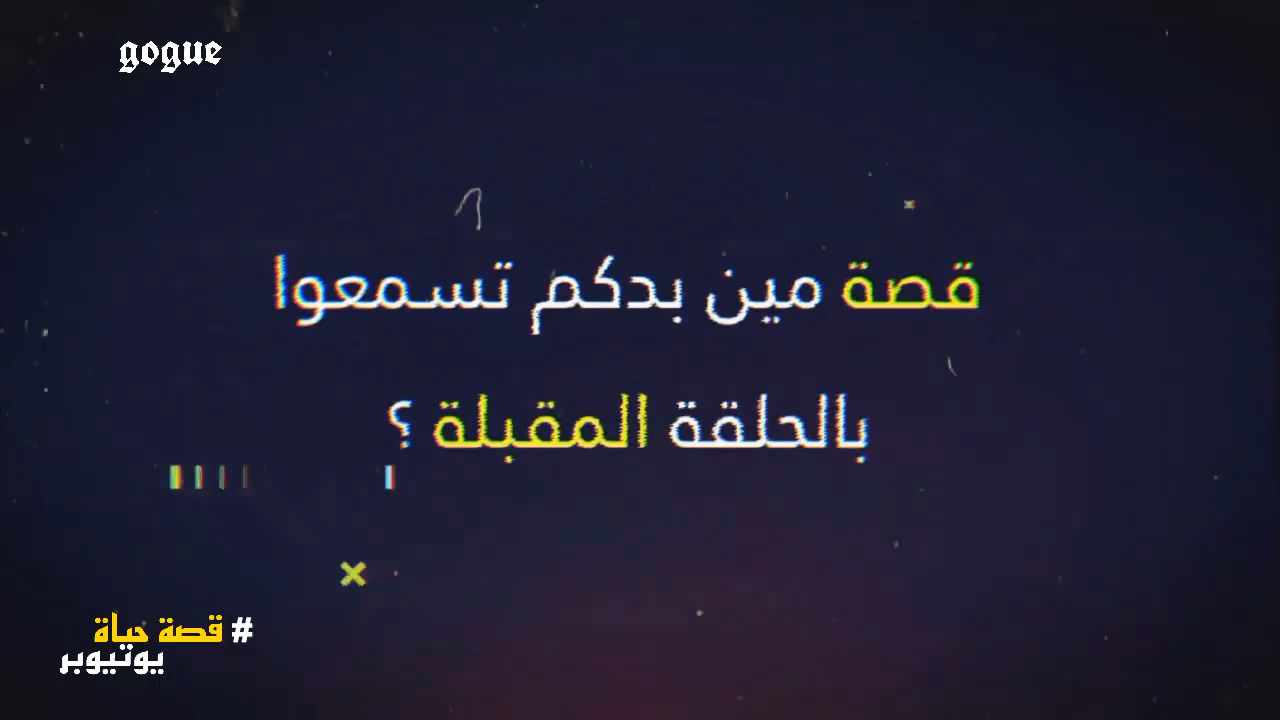 gogue
قصة مين بدكم تسمعوا
بالحلقة المقبلة ؟
# قصة حياة
يوتيوبر